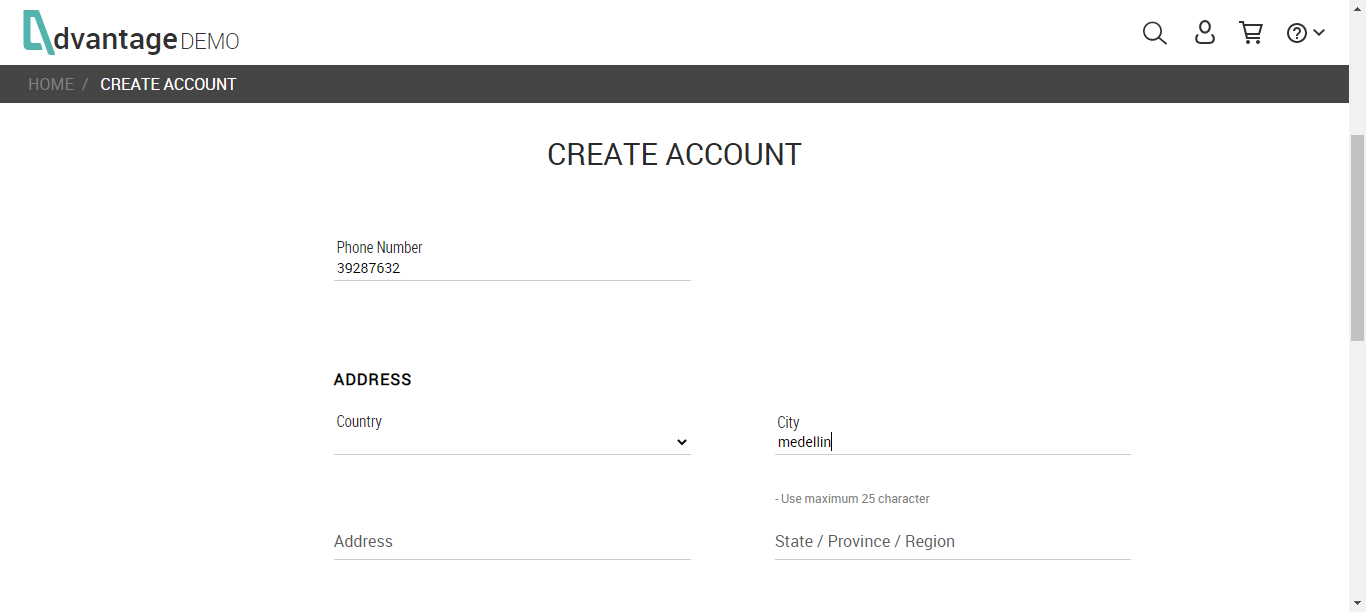 dvantage DEMO
HOME / CREATE ACCOUNT
CREATE ACCOUNT
Phone Number
39287632
ADDRESS
Country
City
medellin
- Use maximum 25 character
Address
State / Province / Region